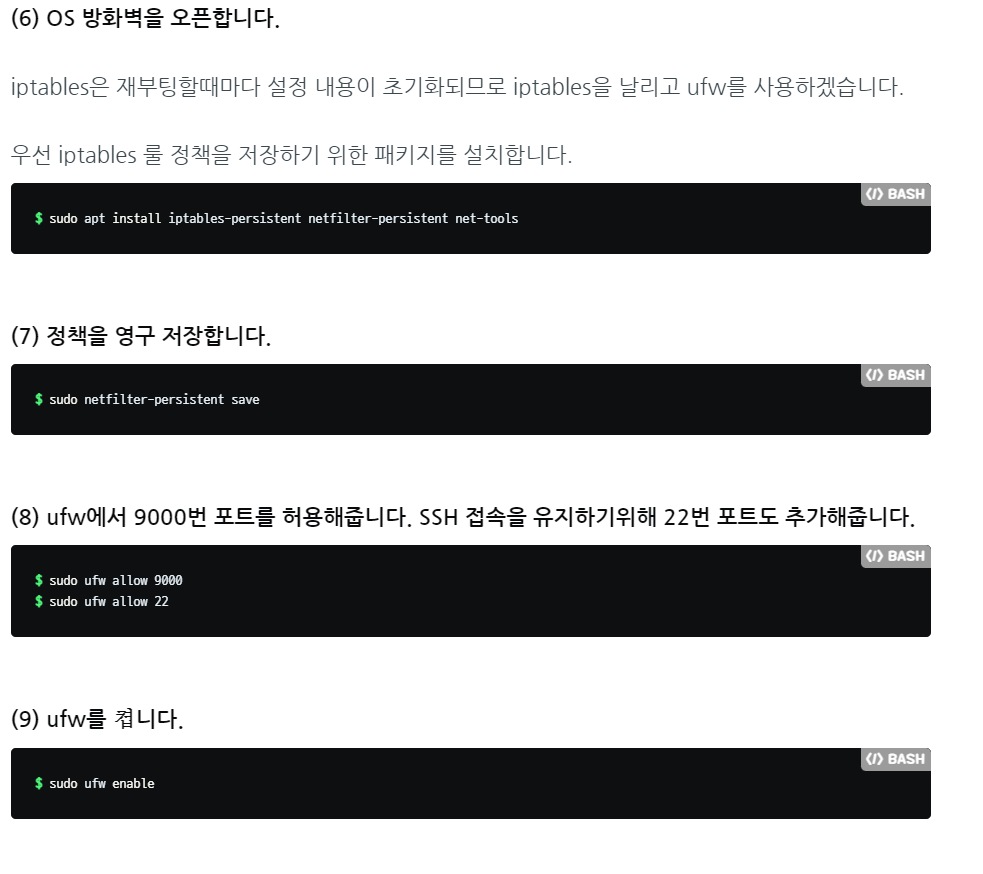 (6) OS 방화벽을 오픈합니다.
iptables은 재부팅할때마다 설정 내용이 초기화되므로 iptables을 날리고 ufw를 사용하겠습니다.
우선 iptables 룰 정책을 저장하기 위한 패키지를 설치합니다.
</> BASH
$ sudo apt install iptables-persistent netfilter-persistent net-tools
(7) 정책을 영구 저장합니다.
</> BASH
$ sudo netfilter-persistent save
(8) ufw에서 9000번 포트를 허용해줍니다. SSH 접속을 유지하기위해 22번 포트도 추가해줍니다.
</> BASH
$ sudo ufw allow 9000
$ sudo ufw allow 22
(9) ufw를 켭니다.
</> BASH
$ sudo ufw enable